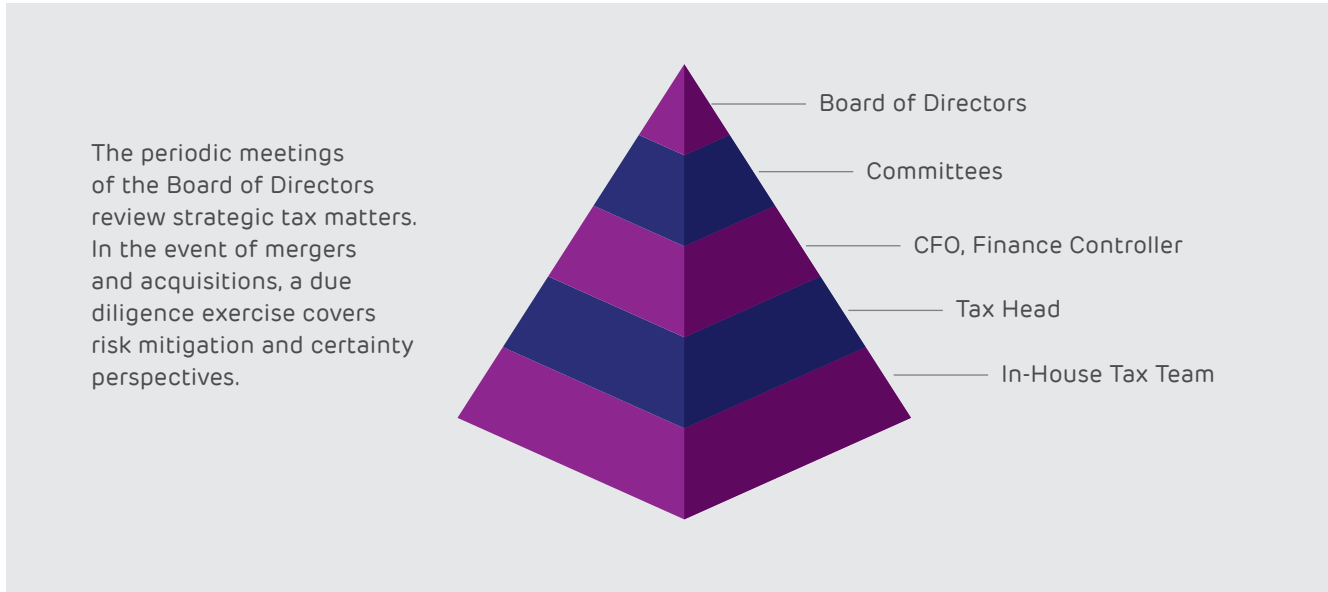 The periodic meetings
of the Board of Directors
review strategic tax matters.
In the event of mergers
and acquisitions, a due
diligence exercise covers
risk mitigation and certainty
perspectives.
Board of Directors
Committees
CFO, Finance Controller
Tax Head
In-House Tax Team